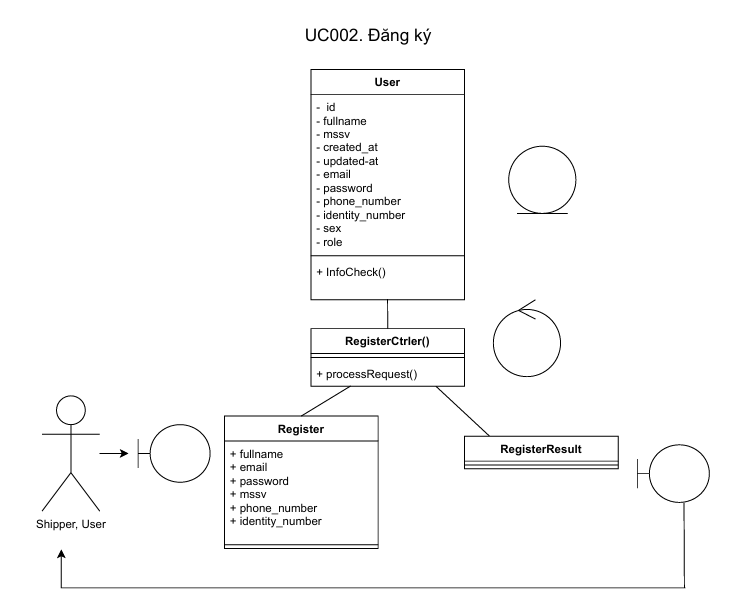 UC002. Đăng ký
User
- id
- fullname
- mssv
- created_at
- updated-at
- email
- password
- phone_number
- identity_number
- sex
- role
+ InfoCheck()
RegisterCtrler()
+ processRequest()
Register
+ fullname
+ email
+ password
+ mssv
+ phone_number
+ identity_number
RegisterResult
Shipper, User